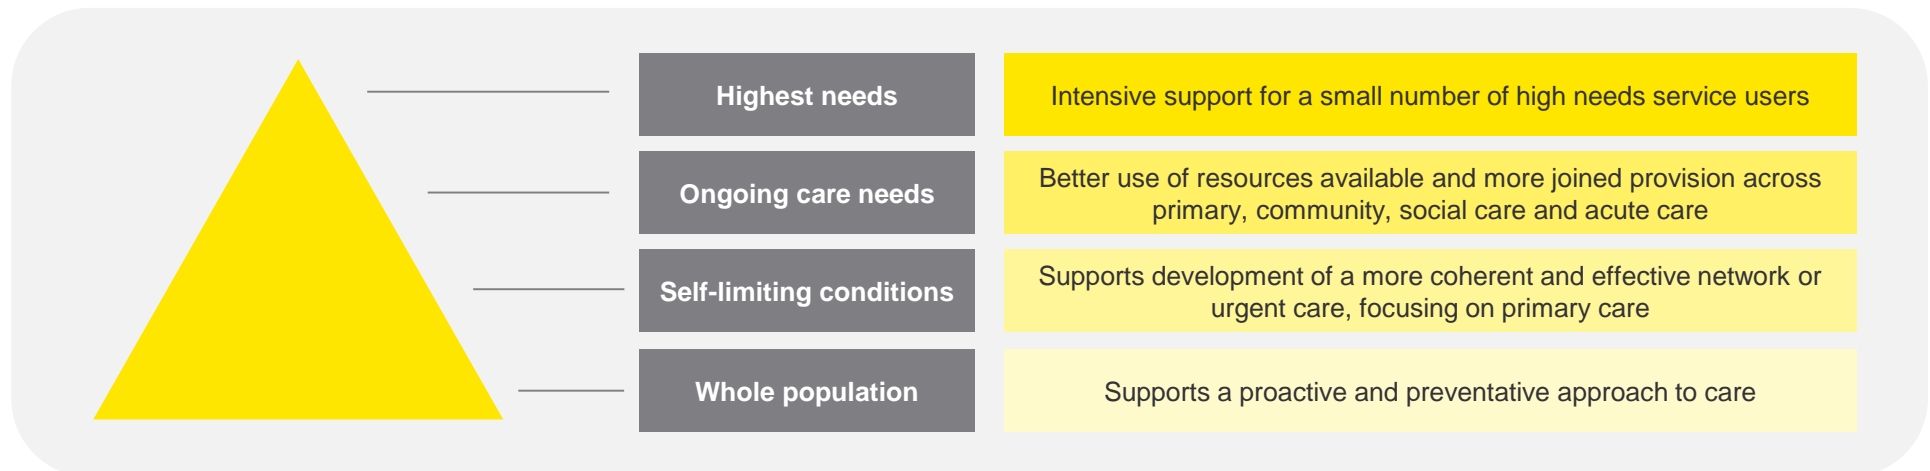 Highest needs
Intensive support for a small number of high needs service users
Ongoing care needs
Better use of resources available and more joined provision across
primary, community, social care and acute care
Self-limiting conditions
Supports development of a more coherent and effective network or
urgent care, focusing on primary care
Whole population
Supports a proactive and preventative approach to care